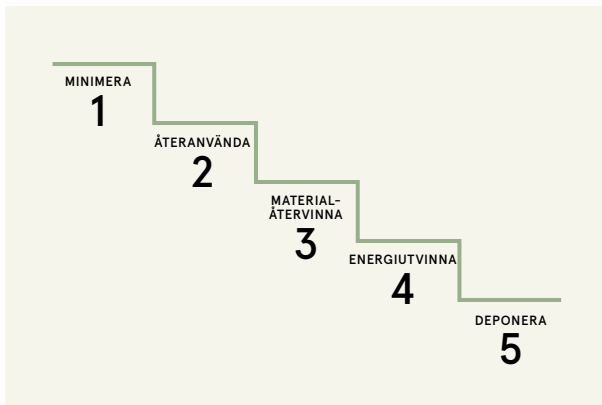 MINIMERA
1
ÅTERANVÄNDA
2
MATERIAL-
ÅTERVINNA
3
ENERGIUTVINNA
4
DEPONERA
5